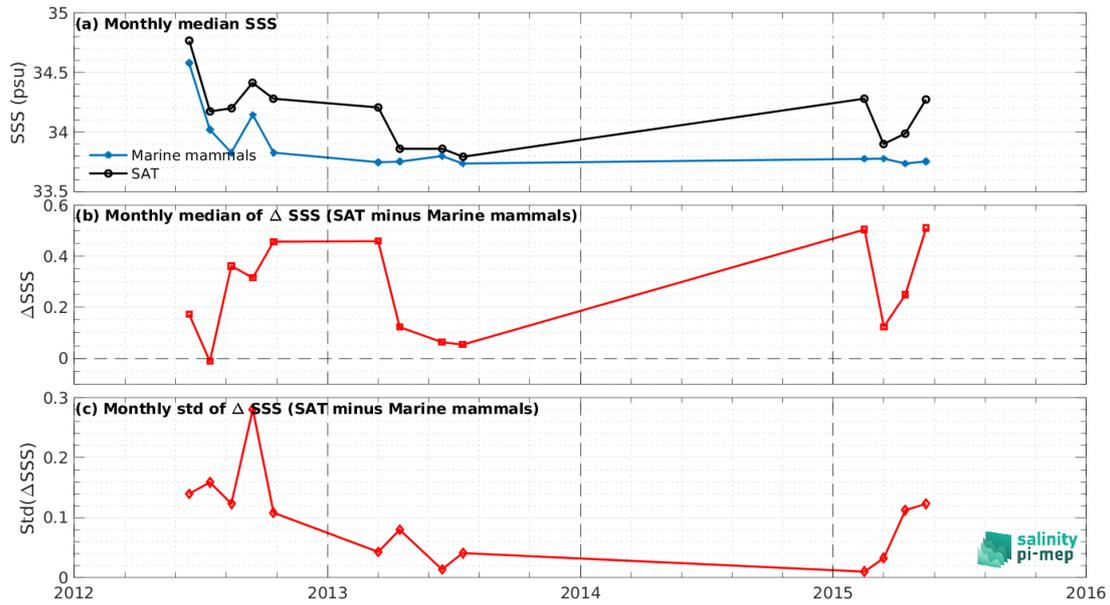 (a) Monthly median SSS
35
34.5
34
33.5
SSS (psu)
Marine mammals
SAT
(b) Monthly median of Δ SSS (SAT minus Marine mammals)
0.6
0.4
0.2
0
ΔSSS
(c) Monthly std of Δ SSS (SAT minus Marine mammals)
0.3
0.2
0.1
0
Std(ΔSSS)
salinity
pi-mep
2012 2013 2014 2015 2016